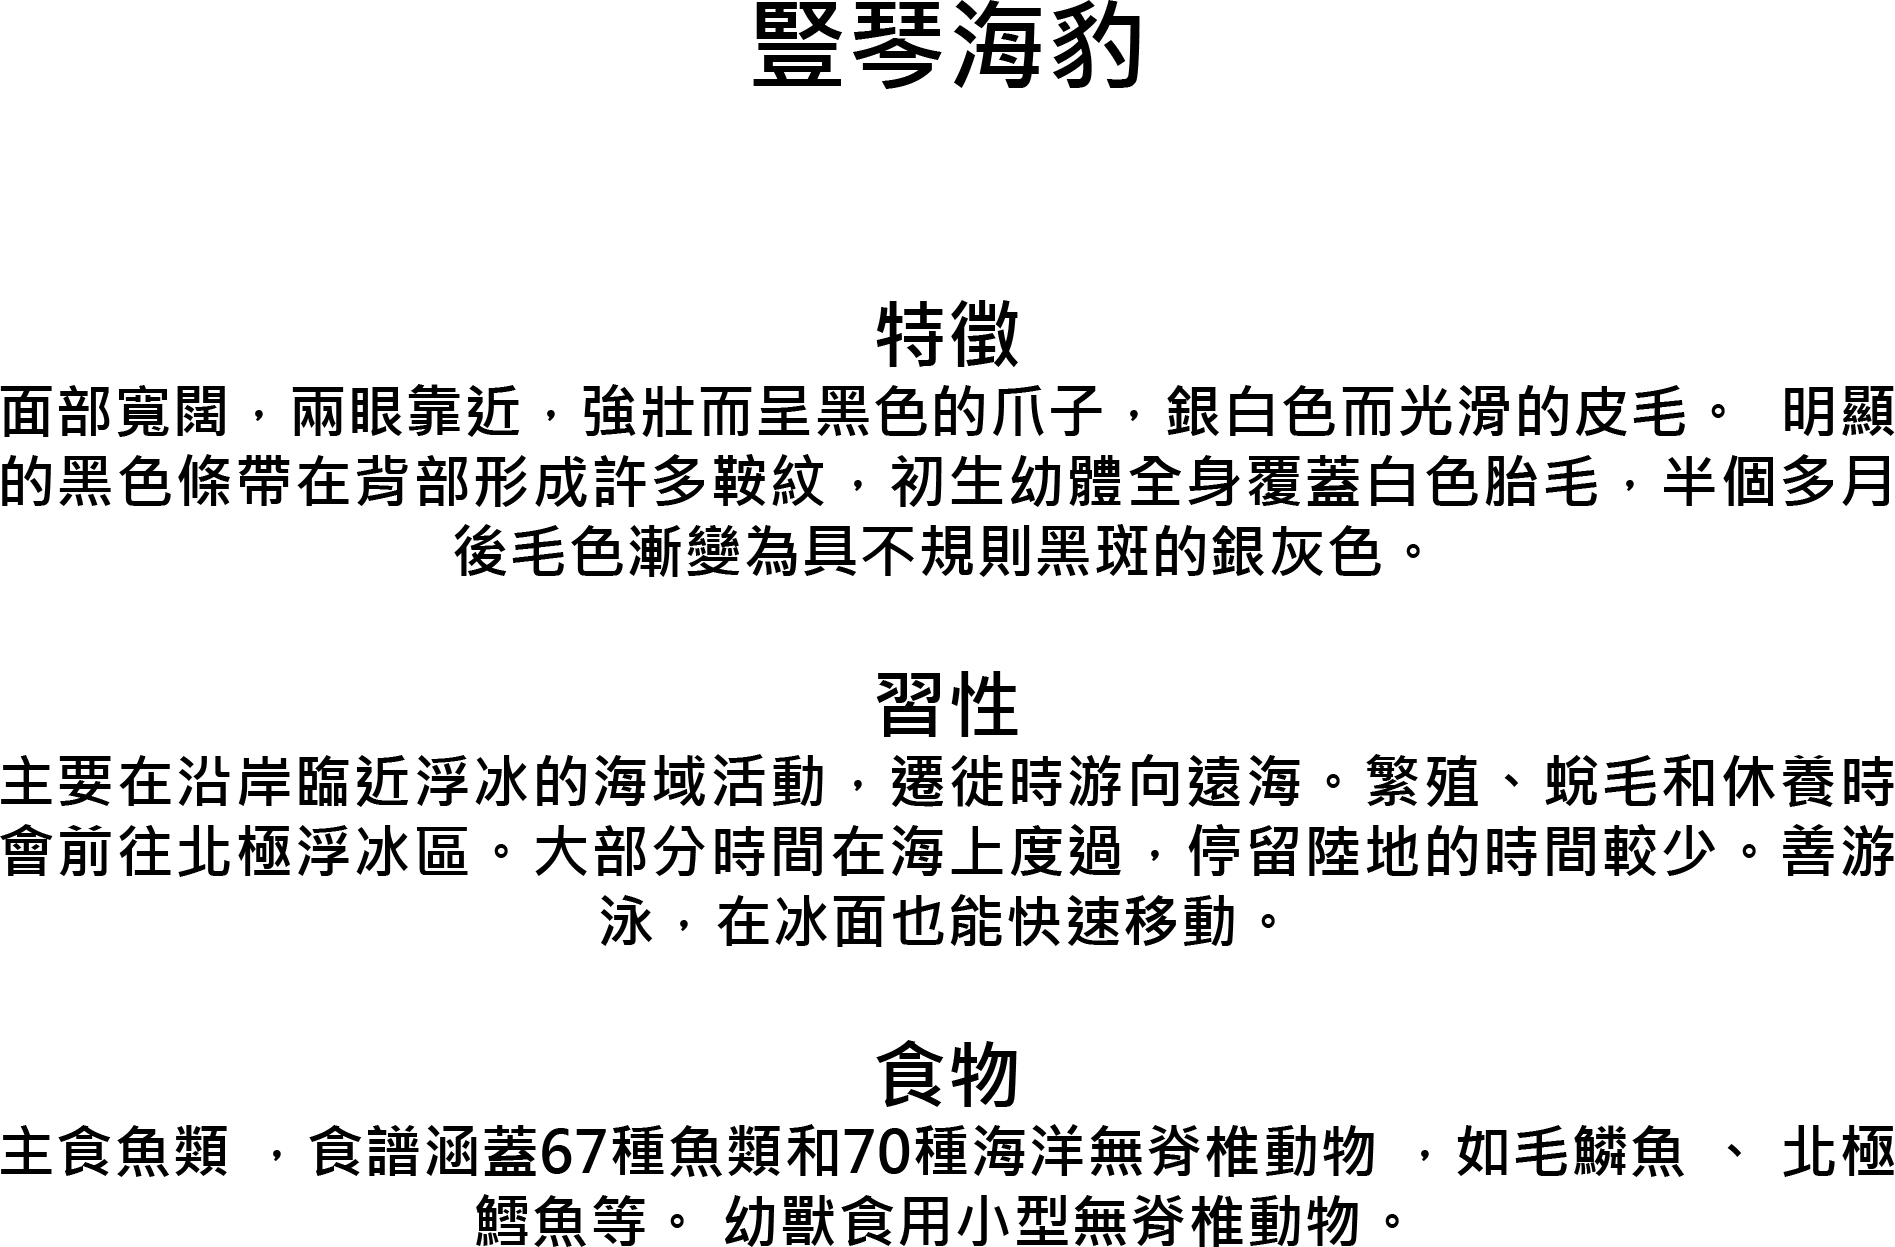 豎琴海豹
特徵
面部寬闊，兩眼靠近，強壯而呈黑色的爪子，銀白色而光滑的皮毛。 明顯
的黑色條帶在背部形成許多鞍紋，初生幼體全身覆蓋白色胎毛，半個多月
後毛色漸變為具不規則黑斑的銀灰色。
習性
主要在沿岸臨近浮冰的海域活動，遷徙時游向遠海。繁殖、蛻毛和休養時
會前往北極浮冰區。大部分時間在海上度過，停留陸地的時間較少。善游
泳，在冰面也能快速移動。
食物
主食魚類 ，食譜涵蓋67種魚類和70種海洋無脊椎動物 ，如毛鱗魚 、 北極
鱈魚等。 幼獸食用小型無脊椎動物。